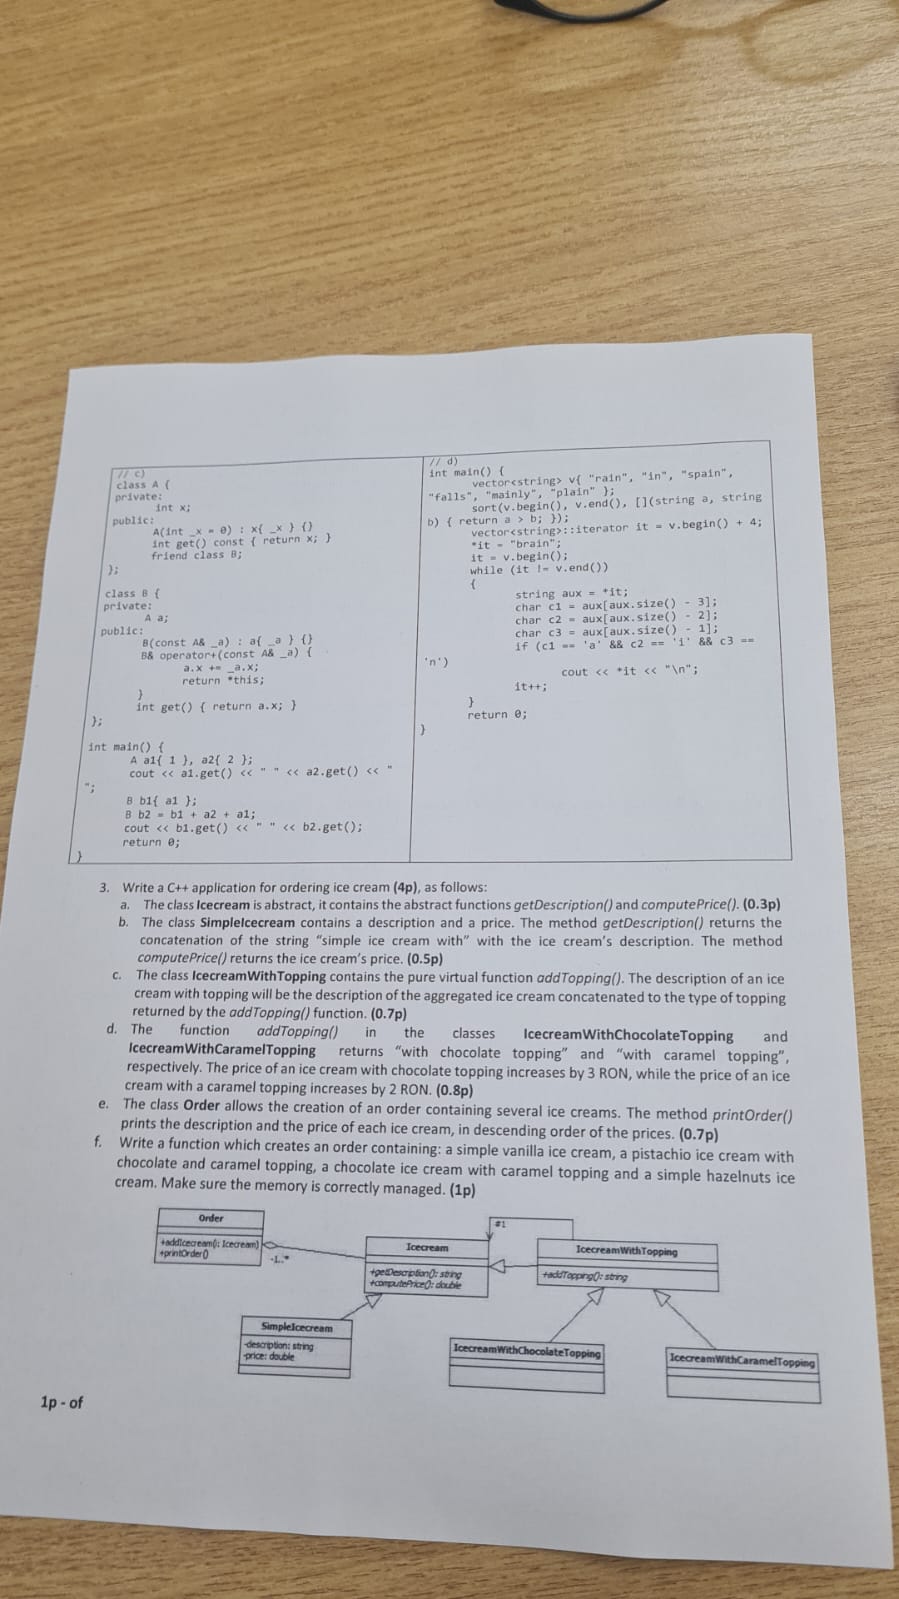 // c)
class A {
private:
int x;
public:
A(int _x = 0) : x{ _x } {}
int get() const { return x; }
friend class B;
};
class B {
private:
A a;
public:
B(const A& _a) : a{ _a } {}
B& operator+(const A& _a) {
a.x += _a.x;
return *this;
}
int get() { return a.x; }
};
int main() {
A a1{ 1 }, a2{ 2 };
cout << a1.get() << " " << a2.get() << "
";
B b1{ a1 };
B b2 = b1 + a2 + a1;
cout << b1.get() << " " << b2.get();
return 0;
}
// d)
int main() {
vector<string> v{ "rain", "in", "spain",
"falls", "mainly", "plain" };
sort(v.begin(), v.end(), [](string a, string
b) { return a > b; });
vector<string>::iterator it = v.begin() + 4;
*it = "brain";
it = v.begin();
while (it != v.end())
{
string aux = *it;
char c1 = aux[aux.size() - 3];
char c2 = aux[aux.size() - 2];
char c3 = aux[aux.size() - 1];
if (c1 == 'a' && c2 == 'i' && c3 ==
'n')
cout << *it << "\n";
it++;
}
return 0;
}
3. Write a C++ application for ordering ice cream (4p), as follows:
a. The class Icecream is abstract, it contains the abstract functions getDescription() and computePrice(). (0.3p)
b. The class SimpleIcecream contains a description and a price. The method getDescription() returns the
concatenation of the string "simple ice cream with" with the ice cream's description. The method
computePrice() returns the ice cream's price. (0.5p)
c. The class IcecreamWithTopping contains the pure virtual function addTopping(). The description of an ice
cream with topping will be the description of the aggregated ice cream concatenated to the type of topping
returned by the addTopping() function. (0.7p)
d. The function addTopping() in the classes IcecreamWithChocolateTopping and
IcecreamWithCaramelTopping returns "with chocolate topping" and "with caramel topping",
respectively. The price of an ice cream with chocolate topping increases by 3 RON, while the price of an ice
cream with a caramel topping increases by 2 RON. (0.8p)
e. The class Order allows the creation of an order containing several ice creams. The method printOrder()
prints the description and the price of each ice cream, in descending order of the prices. (0.7p)
f. Write a function which creates an order containing: a simple vanilla ice cream, a pistachio ice cream with
chocolate and caramel topping, a chocolate ice cream with caramel topping and a simple hazelnuts ice
cream. Make sure the memory is correctly managed. (1p)
Order
+addIcecream(: Icecream)
+printOrder()
-1..*
Icecream
+getDescription(): string
+computePrice(): double
#1
IcecreamWithTopping
+addTopping(): string
SimpleIcecream
-description: string
-price: double
IcecreamWithChocolateTopping
IcecreamWithCaramelTopping
1p - of